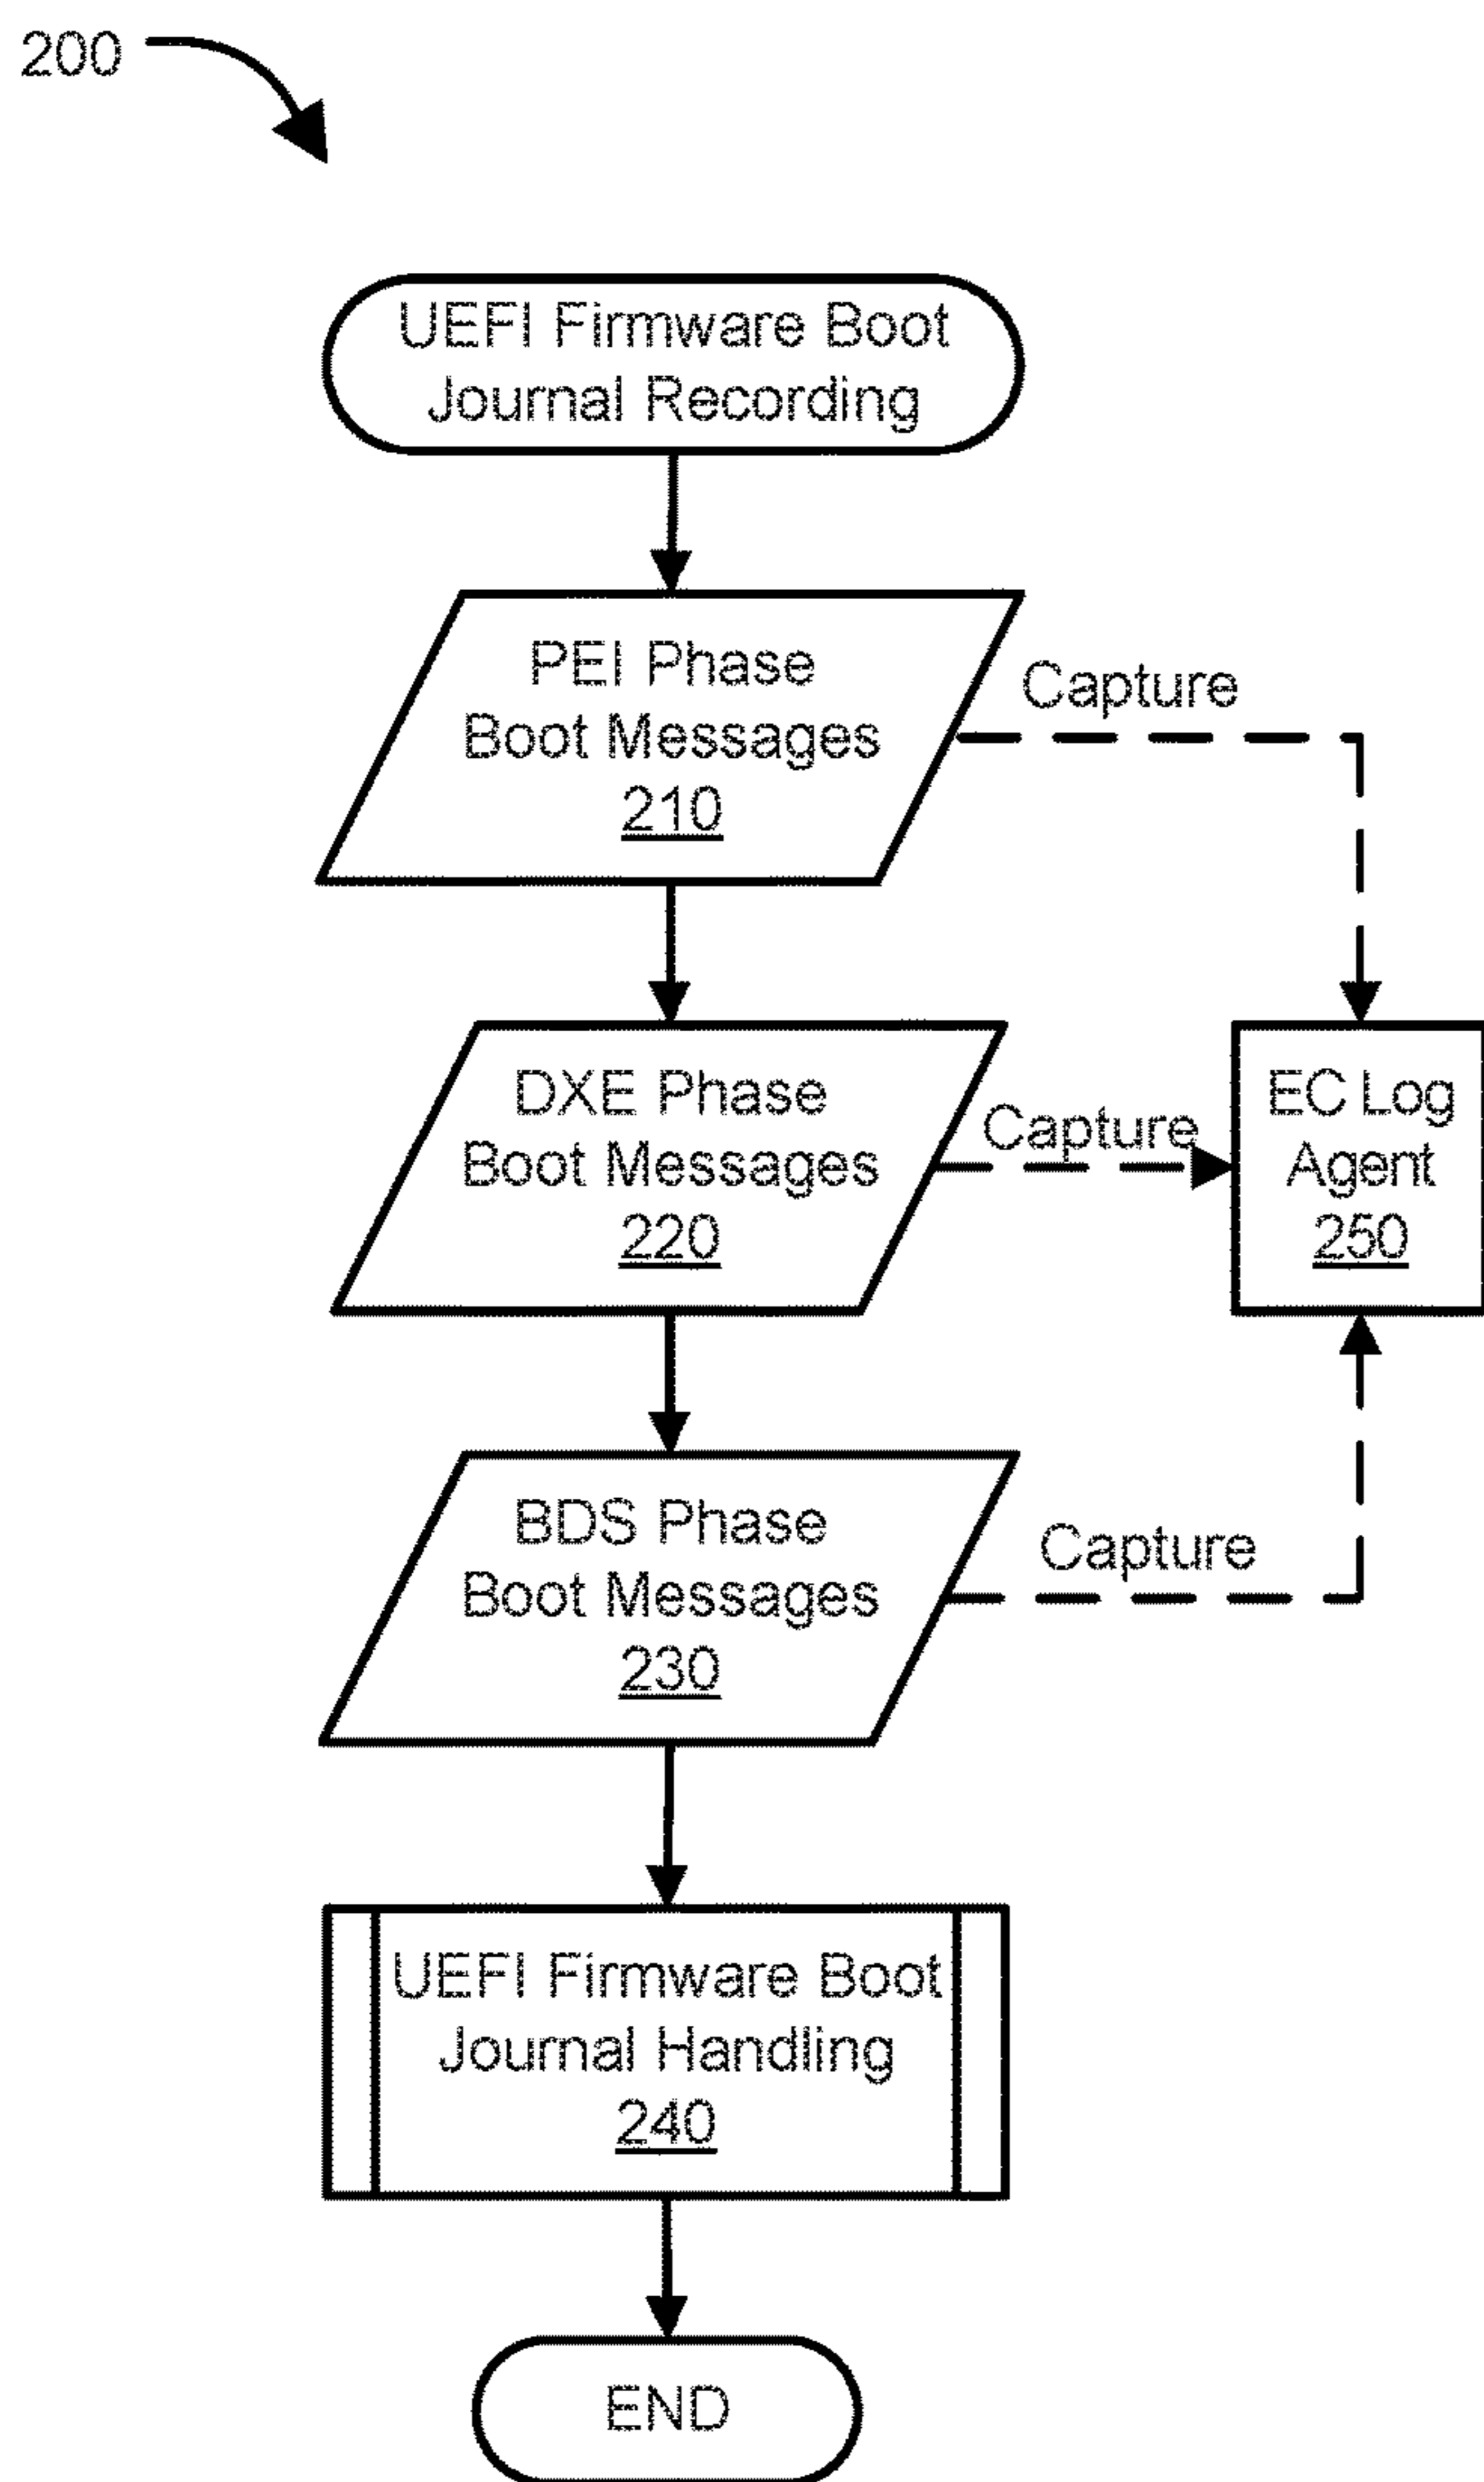 200
UEFI Firmware Boot
Journal Recording
PEI Phase
Boot Messages
210
Capture
DXE Phase
Boot Messages
220
Capture
EC Log
Agent
250
BDS Phase
Boot Messages
230
Capture
UEFI Firmware Boot
Journal Handling
240
END